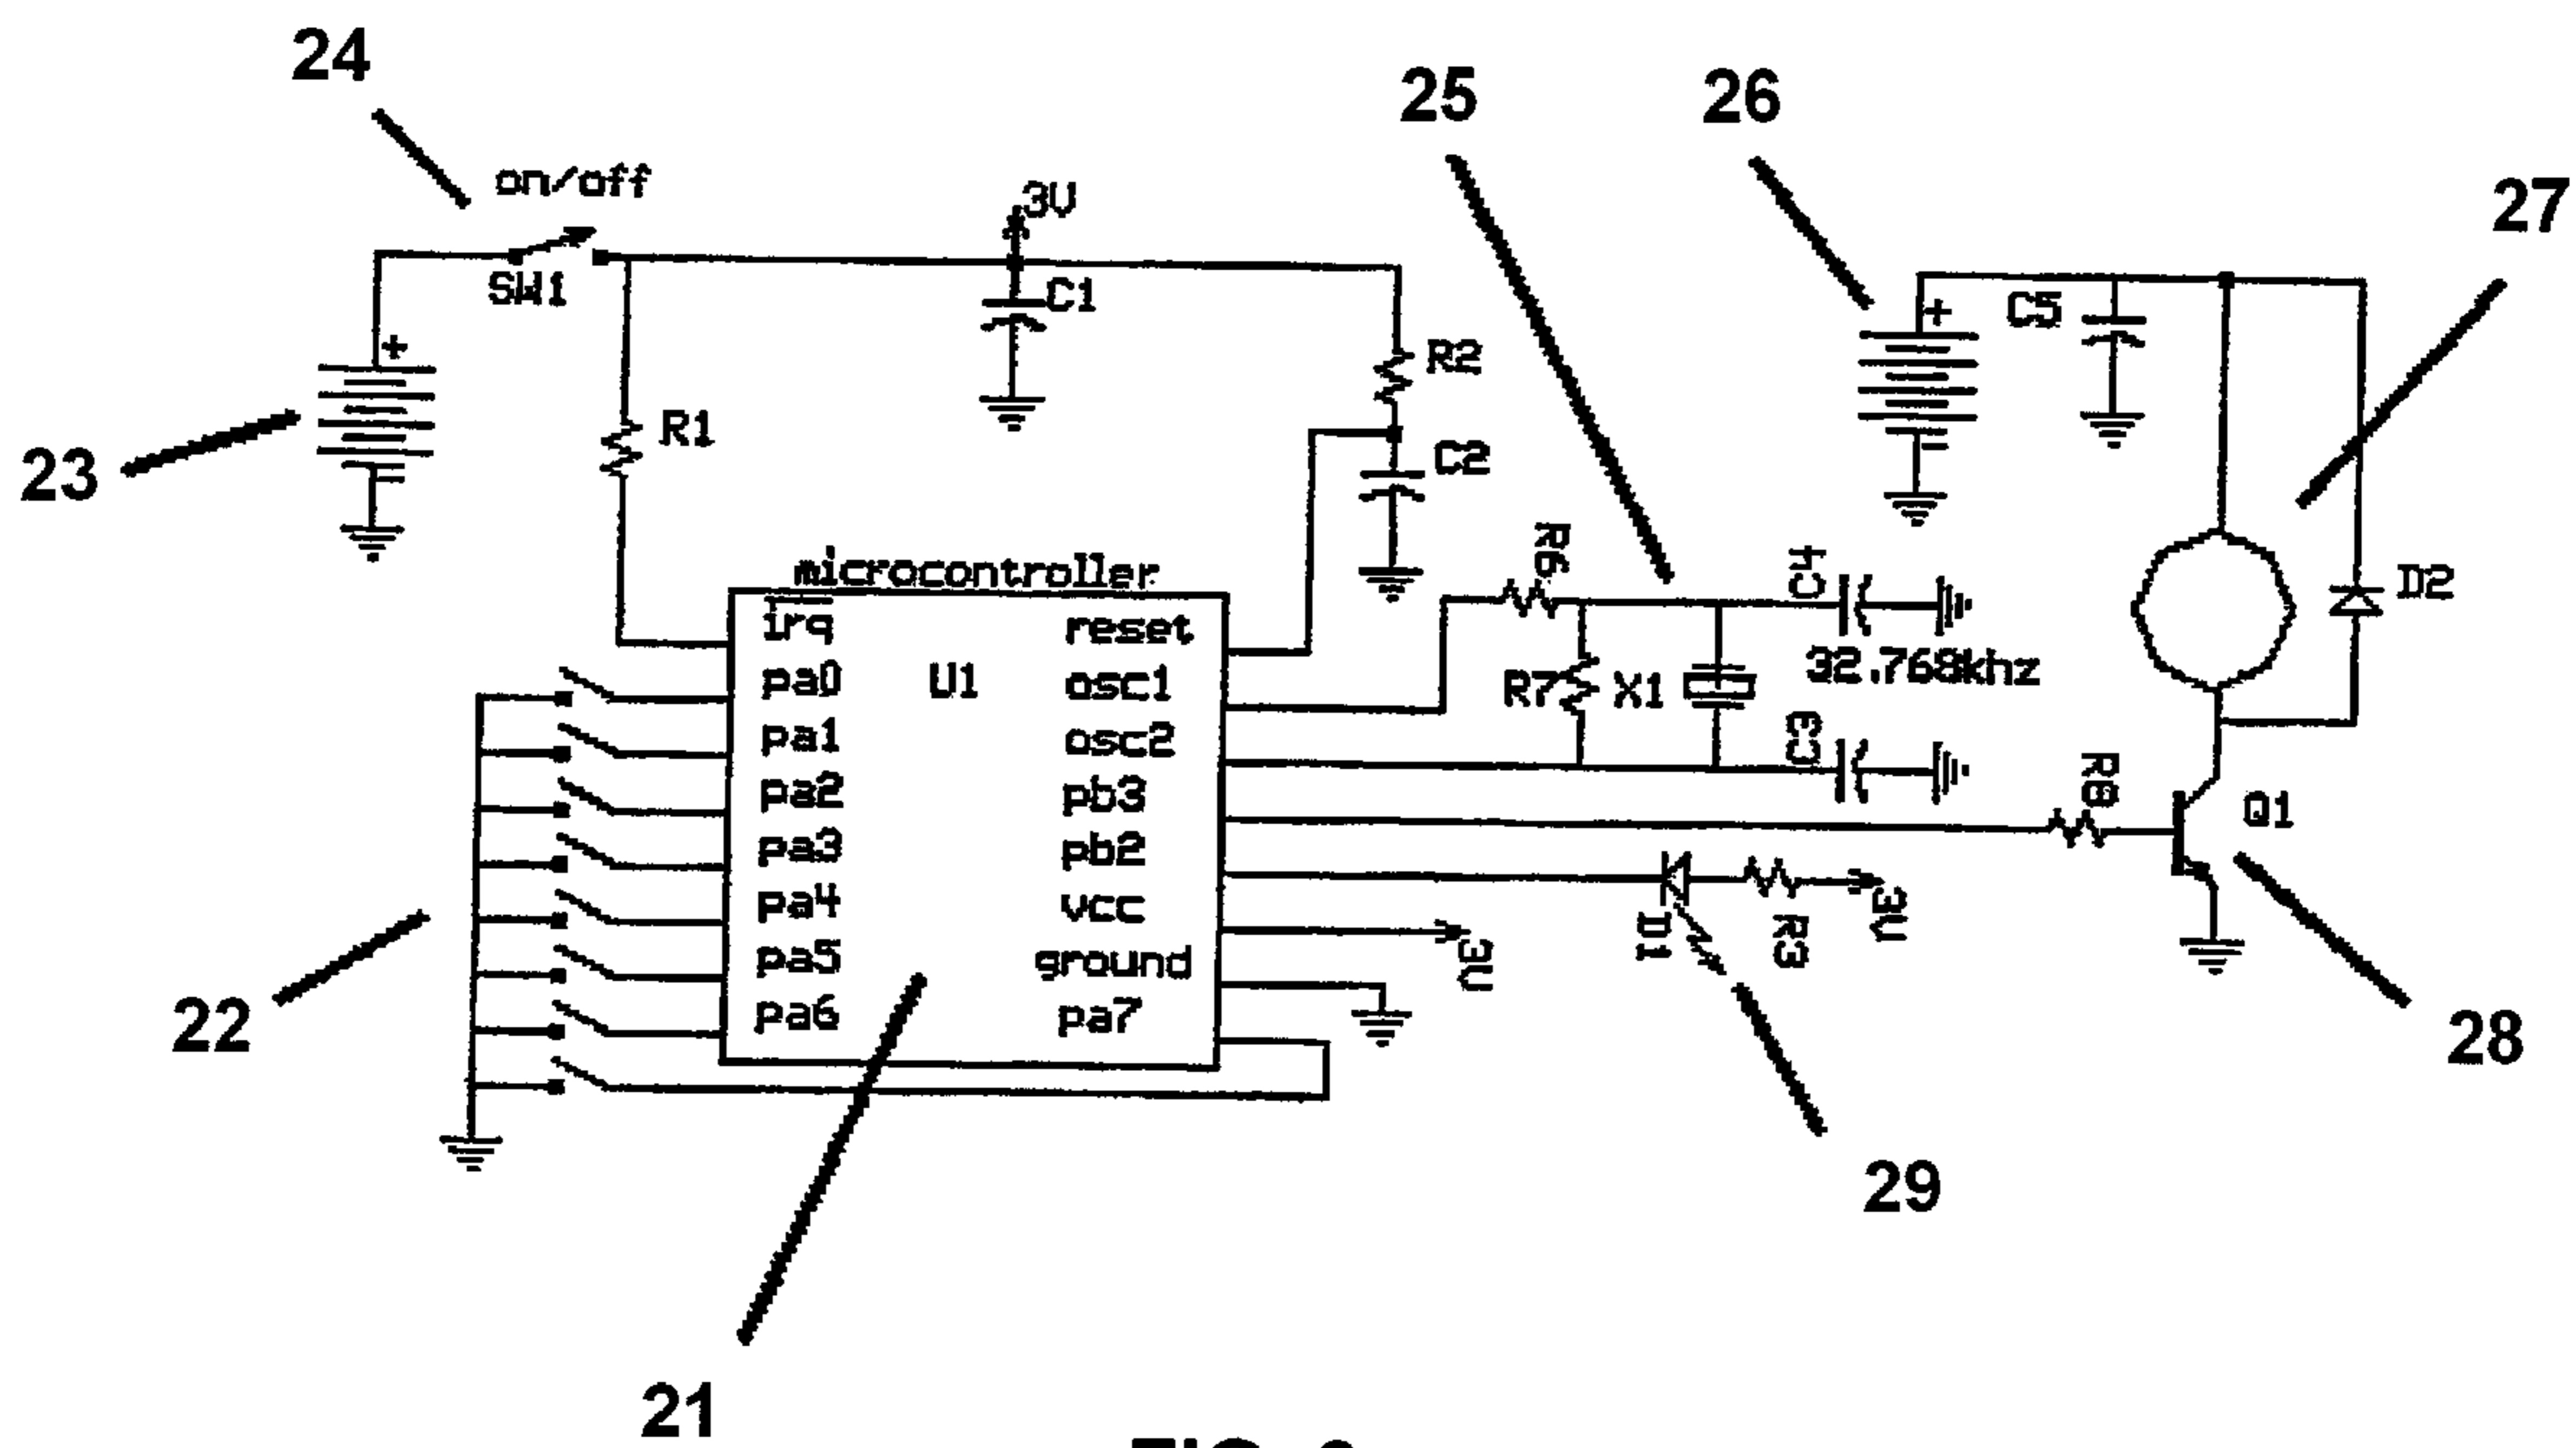 24
25
26
27
on/off
3V
SW1
C1
C5
R2
R1
C2
23
microcontroller
R6
C4
D2
irq
reset
pa0
U1
osc1
R7
X1
32.768khz
pa1
osc2
C3
pa2
pb3
R8
Q1
pa3
pb2
pa4
vcc
D1
R3
3V
pa5
ground
3V
pa6
pa7
22
28
29
21